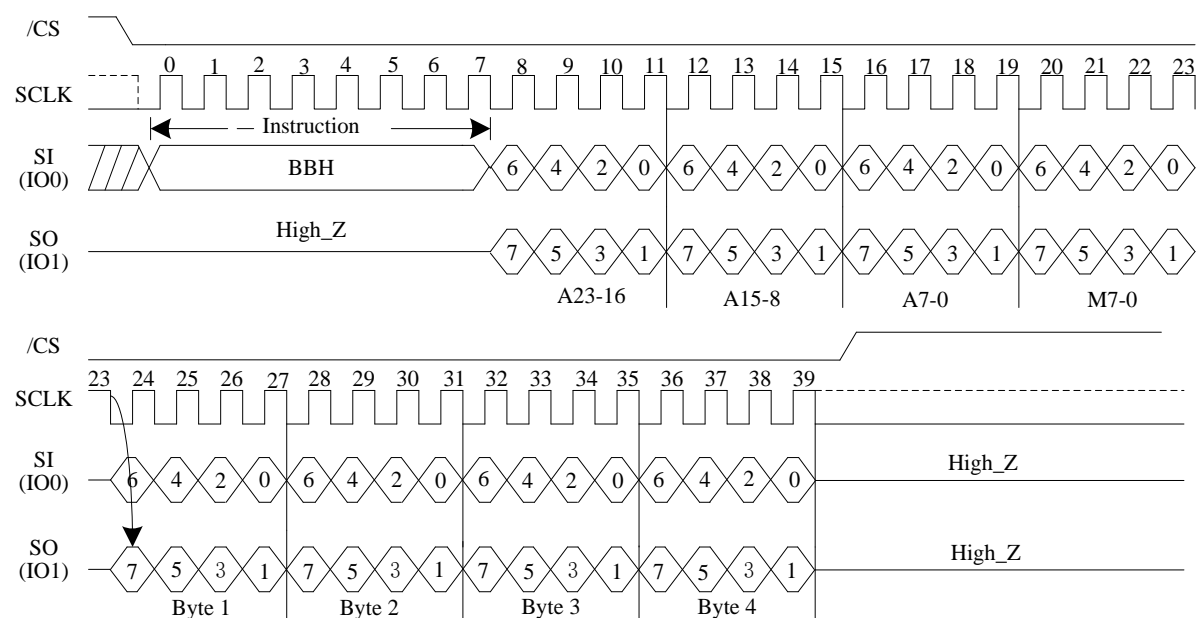 /CS
0 1 2 3 4 5 6 7 8 9 10 11 12 13 14 15 16 17 18 19 20 21 22 23
SCLK
Instruction
SI
(IO0)
BBH
6 4 2 0 6 4 2 0 6 4 2 0 6 4 2 0
SO
(IO1)
High_Z
7 5 3 1 7 5 3 1 7 5 3 1 7 5 3 1
A23-16 A15-8 A7-0 M7-0
/CS
23 24 25 26 27 28 29 30 31 32 33 34 35 36 37 38 39
SCLK
SI
(IO0)
6 4 2 0 6 4 2 0 6 4 2 0 6 4 2 0
High_Z
SO
(IO1)
7 5 3 1 7 5 3 1 7 5 3 1 7 5 3 1
High_Z
Byte 1 Byte 2 Byte 3 Byte 4